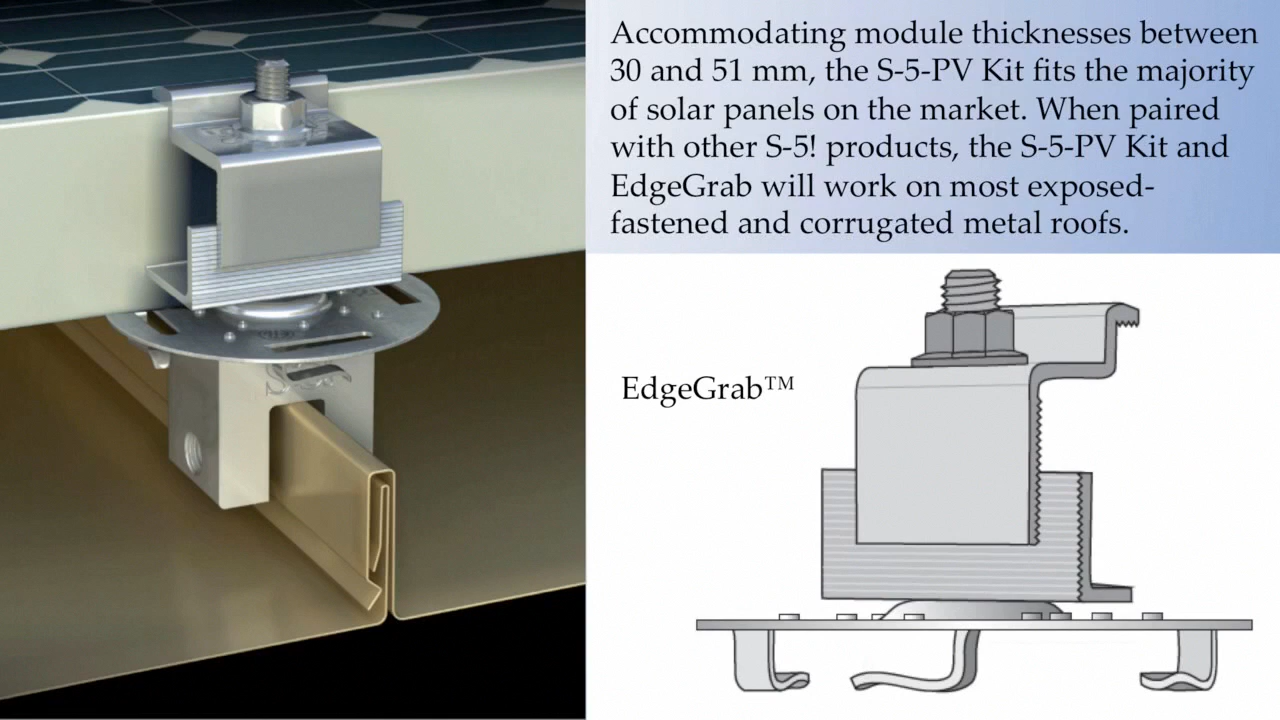 Accommodating module thicknesses between
30 and 51 mm, the S-5-PV Kit fits the majority
of solar panels on the market. When paired
with other S-5! products, the S-5-PV Kit and
EdgeGrab will work on most exposed-
fastened and corrugated metal roofs.
EdgeGrab™